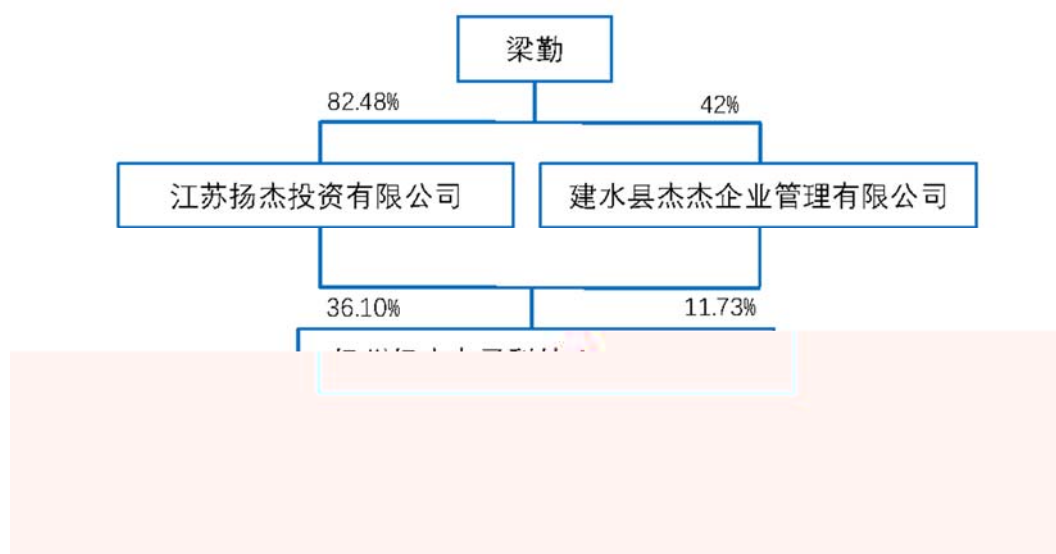 梁勤
82.48%
42%
江苏扬杰投资有限公司
建水县杰杰企业管理有限公司
36.10%
11.73%